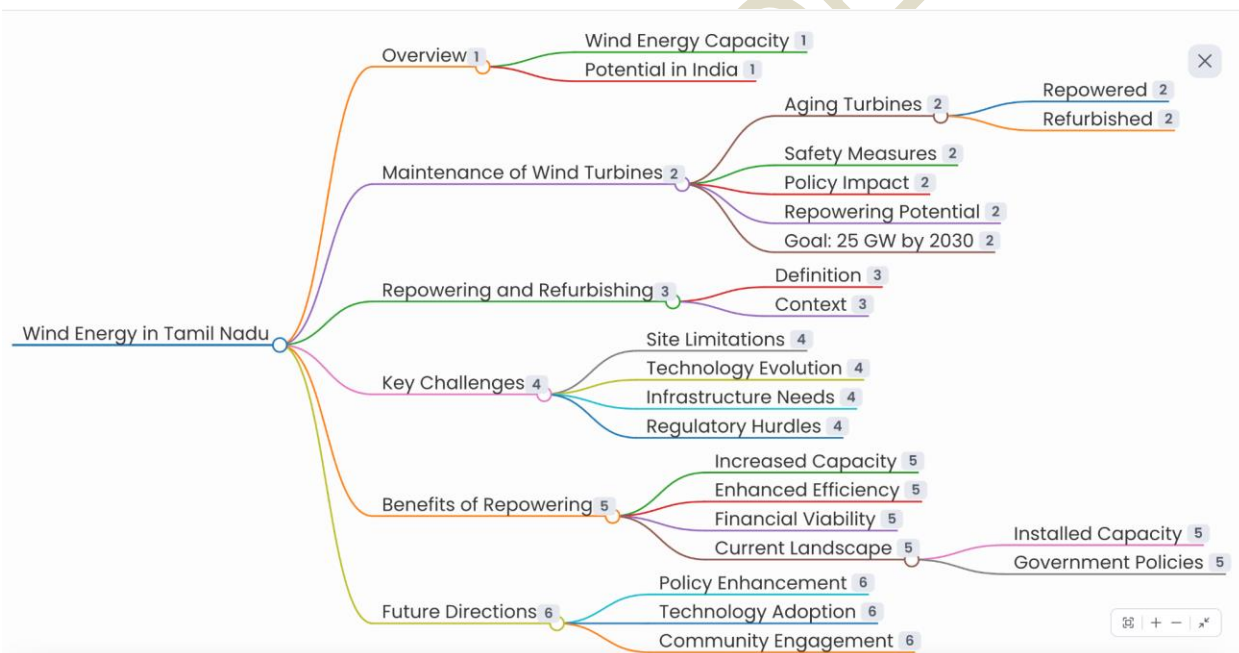 Wind Energy in Tamil Nadu
Overview 1
Wind Energy Capacity 1
Potential in India 1
Maintenance of Wind Turbines 2
Aging Turbines 2
Repowered 2
Refurbished 2
Safety Measures 2
Policy Impact 2
Repowering Potential 2
Goal: 25 GW by 2030 2
Repowering and Refurbishing 3
Definition 3
Context 3
Key Challenges 4
Site Limitations 4
Technology Evolution 4
Infrastructure Needs 4
Regulatory Hurdles 4
Benefits of Repowering 5
Increased Capacity 5
Enhanced Efficiency 5
Financial Viability 5
Current Landscape 5
Installed Capacity 5
Government Policies 5
Future Directions 6
Policy Enhancement 6
Technology Adoption 6
Community Engagement 6